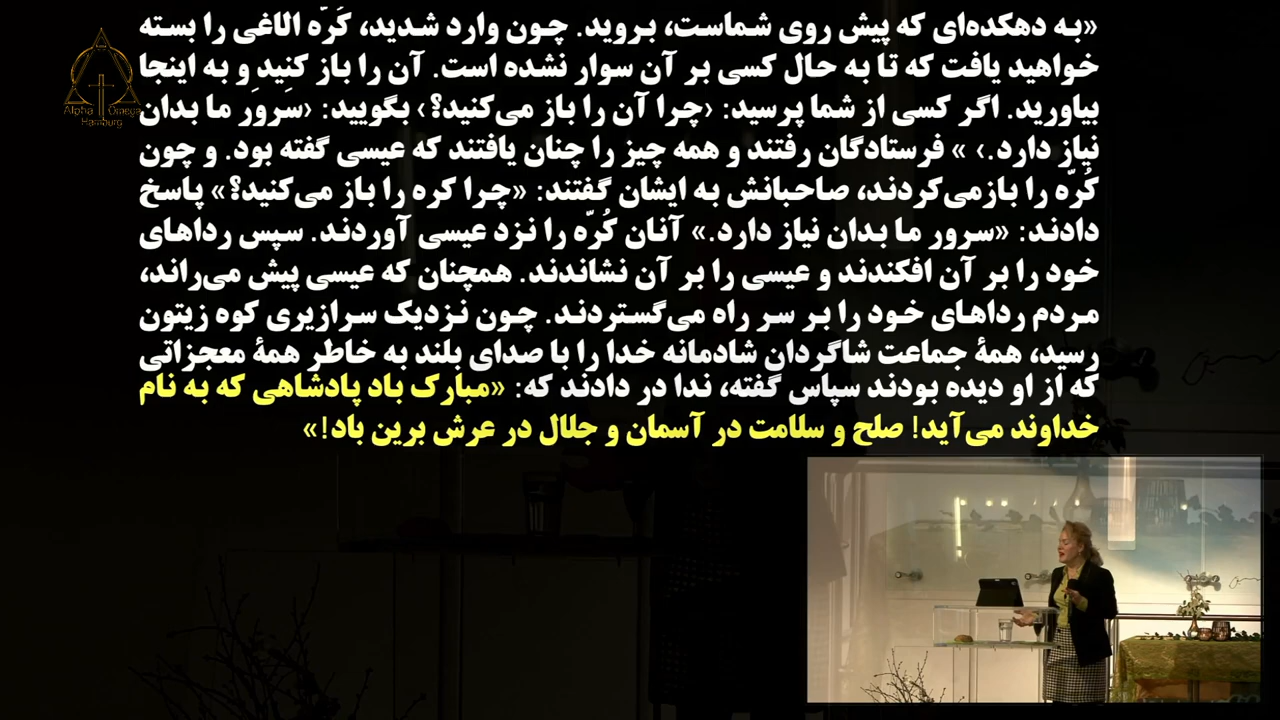 «به دهکده‌ای که پیش روی شماست، بروید. چون وارد شدید، کُرّه الاغی را بسته
خواهید یافت که تا به حال کسی بر آن سوار نشده است. آن را باز کنید و به اینجا
بیاورید. اگر کسی از شما پرسید: ‹چرا آن را باز می‌کنید؟› بگویید: ‹سرور ما بدان
نیاز دارد.› » فرستادگان رفتند و همه چیز را چنان یافتند که عیسی گفته بود. و چون
کُرّه را بازمی‌کردند، صاحبانش به ایشان گفتند: «چرا کره را باز می‌کنید؟» پاسخ
دادند: «سرور ما بدان نیاز دارد.» آنان کُرّه را نزد عیسی آوردند. سپس رداهای
خود را بر آن افکندند و عیسی را بر آن نشاندند. همچنان که عیسی پیش می‌راند،
مردم رداهای خود را بر سر راه می‌گستردند. چون نزدیک سرازیری کوه زیتون
رسید، همهٔ جماعت شاگردان شادمانه خدا را با صدای بلند به خاطر همهٔ معجزاتی
که از او دیده بودند سپاس گفته، ندا در دادند که: «مبارک باد پادشاهی که به نام
خداوند می‌آید! صلح و سلامت در آسمان و جلال در عرش برین باد!»
Alpha Omega
Hamburg